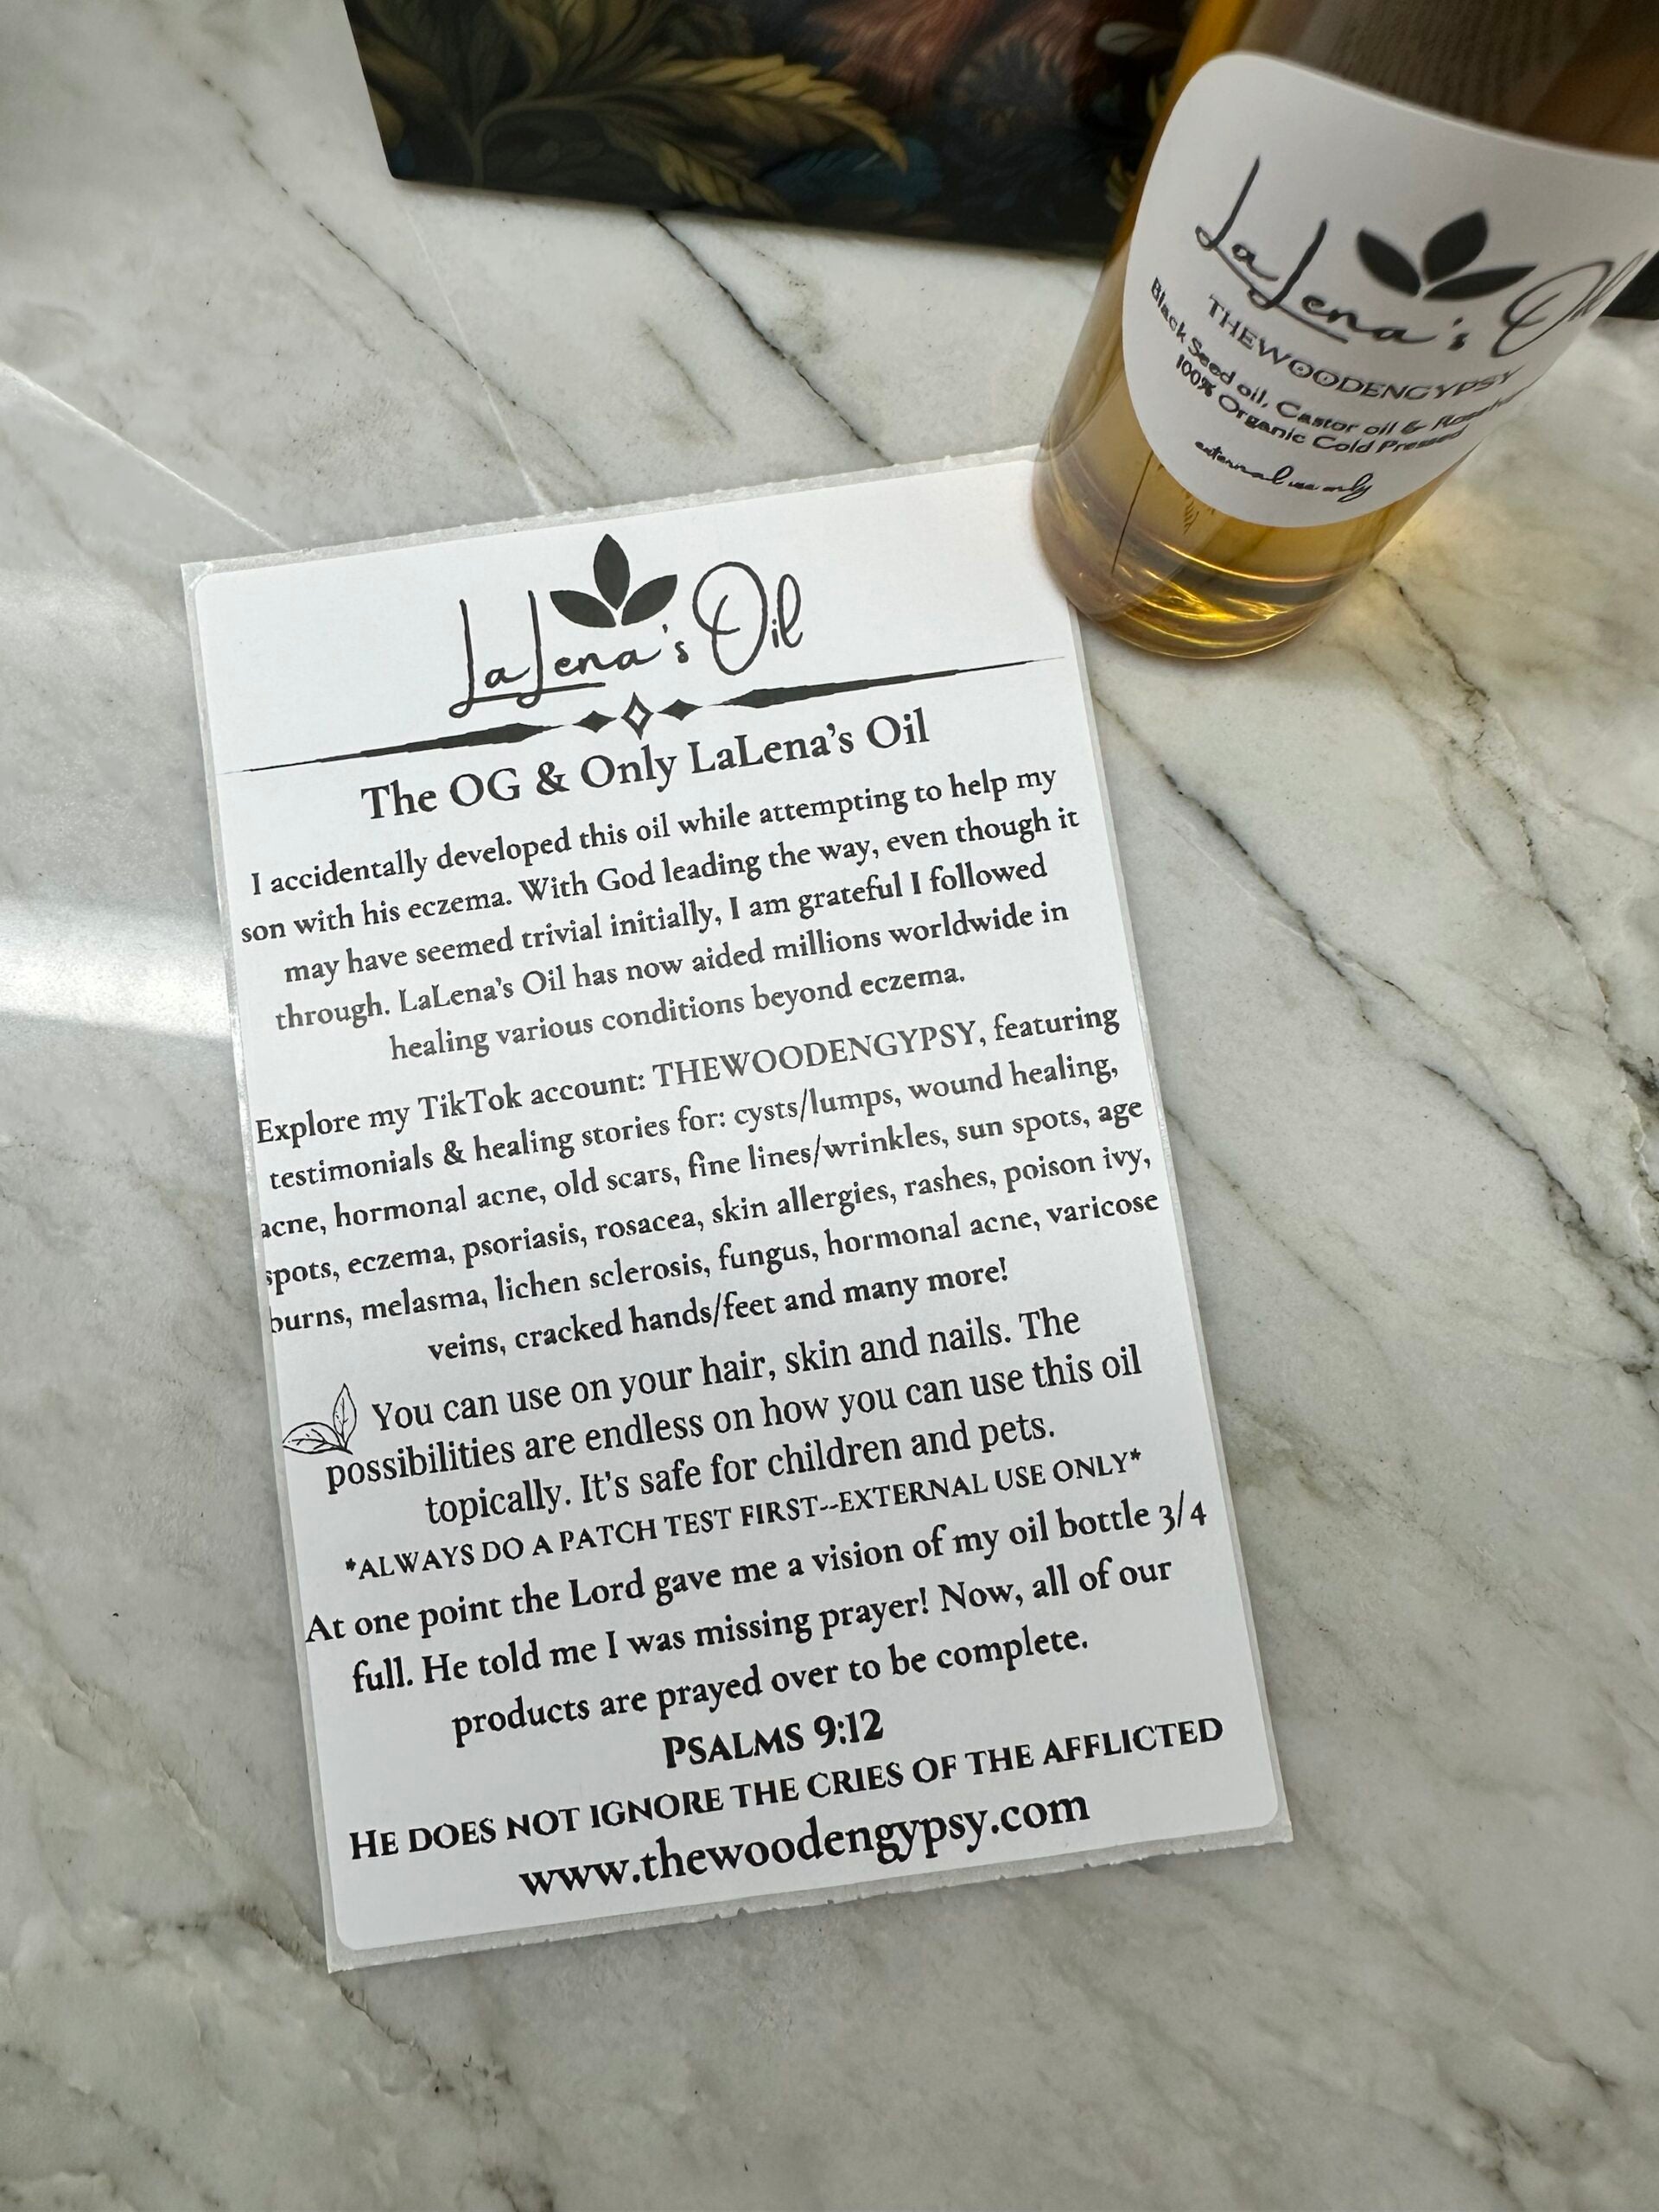 LaLena's Oil
THEWOODENGYPSY
Black Seed oil, Castor oil &
100% Organic Cold Pressed
external use only
LaLena's Oil
The OG & Only LaLena's Oil
I accidentally developed this oil while attempting to help my
son with his eczema. With God leading the way, even though it
may have seemed trivial initially, I am grateful I followed
through. LaLena's Oil has now aided millions worldwide in
healing various conditions beyond eczema.
Explore my TikTok account: THEWOODENGYPSY, featuring
testimonials & healing stories for: cysts/lumps, wound healing,
acne, hormonal acne, old scars, fine lines/wrinkles, sun spots, age
spots, eczema, psoriasis, rosacea, skin allergies, rashes, poison ivy,
burns, melasma, lichen sclerosis, fungus, hormonal acne, varicose
veins, cracked hands/feet and many more!
You can use on your hair, skin and nails. The
possibilities are endless on how you can use this oil
topically. It's safe for children and pets.
*ALWAYS DO A PATCH TEST FIRST--EXTERNAL USE ONLY*
At one point the Lord gave me a vision of my oil bottle 3/4
full. He told me I was missing prayer! Now, all of our
products are prayed over to be complete.
PSALMS 9:12
HE DOES NOT IGNORE THE CRIES OF THE AFFLICTED
www.thewoodengypsy.com